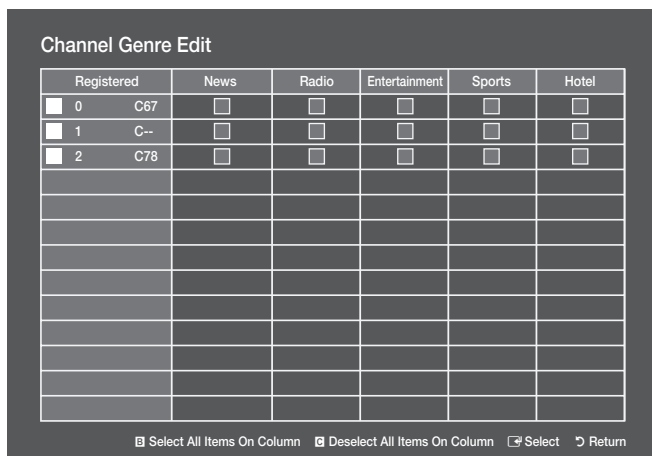 Channel Genre Edit
Registered News Radio Entertainment Sports Hotel
0 C67
1 C--
2 C78
B Select All Items On Column C Deselect All Items On Column Select Return